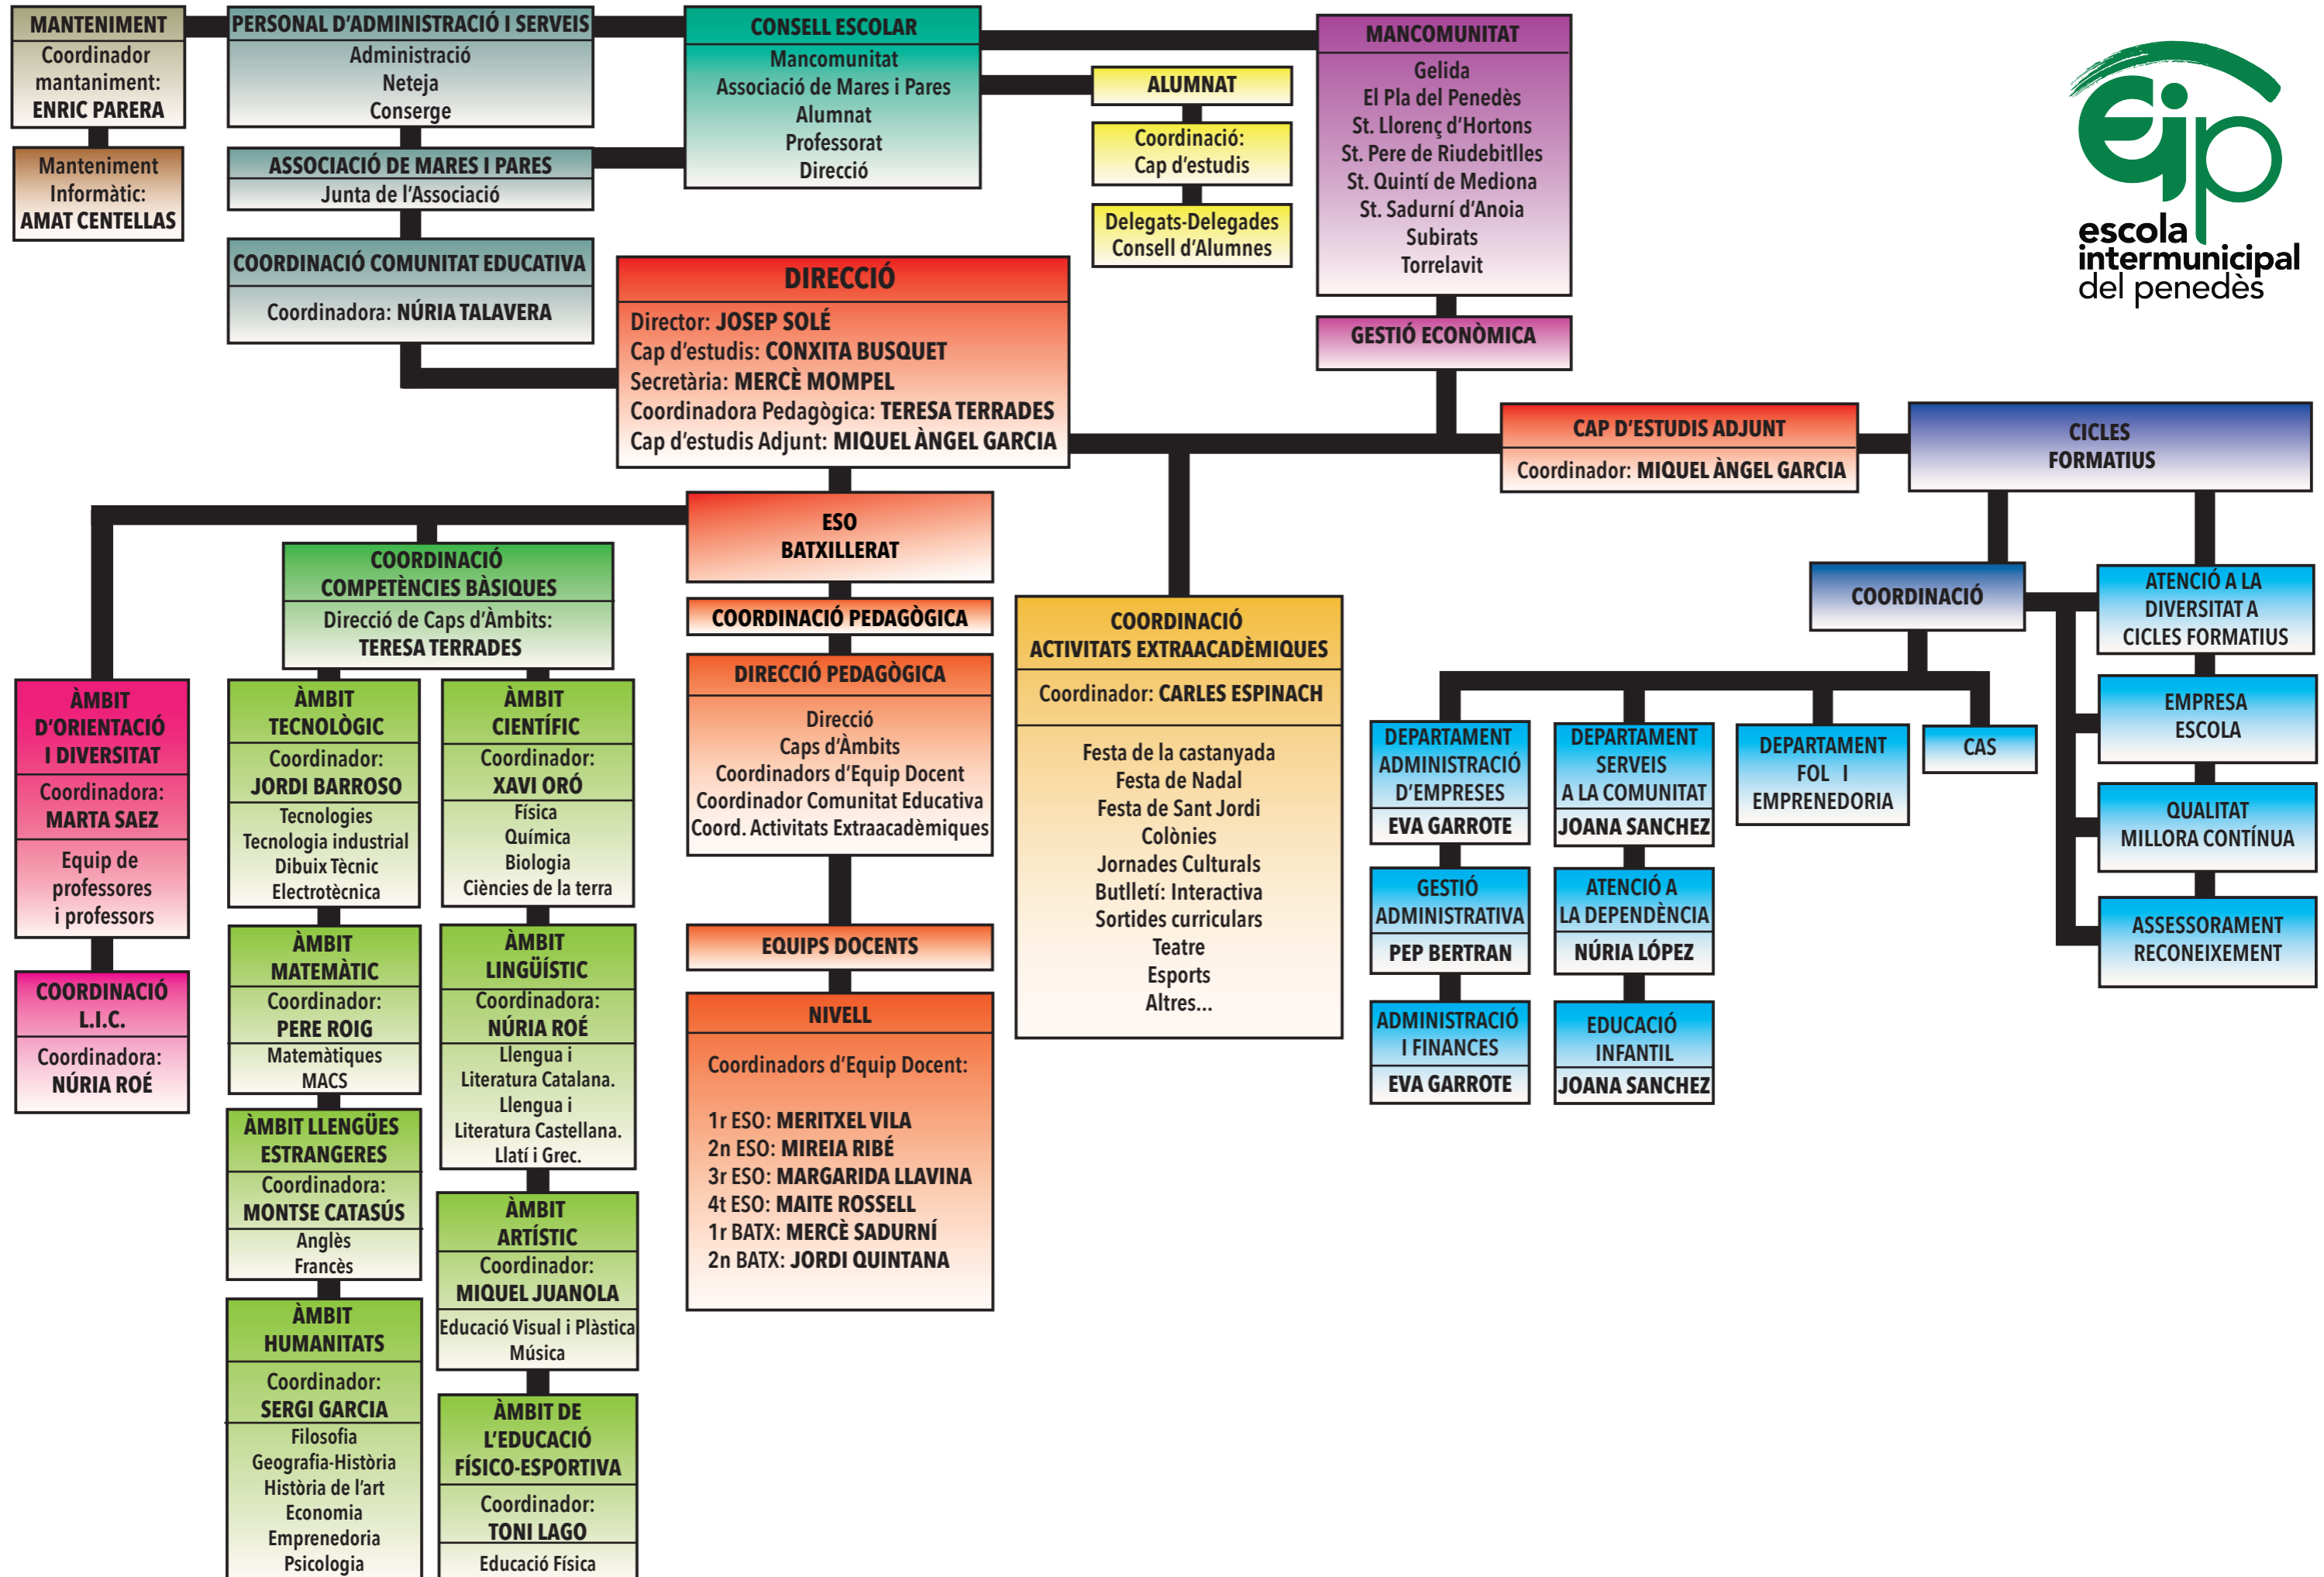 MANTENIMENT
Coordinador
mantaniment:
ENRIC PARERA
Manteniment
Informàtic:
AMAT CENTELLAS
PERSONAL D'ADMINISTRACIÓ I SERVEIS
Administració
Neteja
Conserge
ASSOCIACIÓ DE MARES I PARES
Junta de l'Associació
COORDINACIÓ COMUNITAT EDUCATIVA
Coordinadora: NÚRIA TALAVERA
CONSELL ESCOLAR
Mancomunitat
Associació de Mares i Pares
Alumnat
Professorat
Direcció
ALUMNAT
Coordinació:
Cap d'estudis
Delegats-Delegades
Consell d'Alumnes
MANCOMUNITAT
Gelida
El Pla del Penedès
St. Llorenç d'Hortons
St. Pere de Riudebitlles
St. Quintí de Mediona
St. Sadurní d'Anoia
Subirats
Torrelavit
GESTIÓ ECONÒMICA
eip
escola
intermunicipal
del penedès
DIRECCIÓ
Director: JOSEP SOLÉ
Cap d'estudis: CONXITA BUSQUET
Secretària: MERCÈ MOMPEL
Coordinadora Pedagògica: TERESA TERRADES
Cap d'estudis Adjunt: MIQUEL ÀNGEL GARCIA
CAP D'ESTUDIS ADJUNT
Coordinador: MIQUEL ÀNGEL GARCIA
CICLES
FORMATIUS
ESO
BATXILLERAT
COORDINACIÓ PEDAGÒGICA
DIRECCIÓ PEDAGÒGICA
Direcció
Caps d'Àmbits
Coordinadors d'Equip Docent
Coordinador Comunitat Educativa
Coord. Activitats Extraacadèmiques
EQUIPS DOCENTS
NIVELL
Coordinadors d'Equip Docent:
1r ESO: MERITXEL VILA
2n ESO: MIREIA RIBÉ
3r ESO: MARGARIDA LLAVINA
4t ESO: MAITE ROSSELL
1r BATX: MERCÈ SADURNÍ
2n BATX: JORDI QUINTANA
COORDINACIÓ
COMPETÈNCIES BÀSIQUES
Direcció de Caps d'Àmbits:
TERESA TERRADES
ÀMBIT
D'ORIENTACIÓ
I DIVERSITAT
Coordinadora:
MARTA SAEZ
Equip de
professores
i professors
COORDINACIÓ
L.I.C.
Coordinadora:
NÚRIA ROÉ
ÀMBIT
TECNOLÒGIC
Coordinador:
JORDI BARROSO
Tecnologies
Tecnologia industrial
Dibuix Tècnic
Electrotècnica
ÀMBIT
MATEMÀTIC
Coordinador:
PERE ROIG
Matemàtiques
MACS
ÀMBIT LLENGÜES
ESTRANGERES
Coordinadora:
MONTSE CATASÚS
Anglès
Francès
ÀMBIT
HUMANITATS
Coordinador:
SERGI GARCIA
Filosofia
Geografia-Història
Història de l'art
Economia
Emprenedoria
Psicologia
ÀMBIT
CIENTÍFIC
Coordinador:
XAVI ORÓ
Física
Química
Biologia
Ciències de la terra
ÀMBIT
LINGÜÍSTIC
Coordinadora:
NÚRIA ROÉ
Llengua i
Literatura Catalana.
Llengua i
Literatura Castellana.
Llatí i Grec.
ÀMBIT
ARTÍSTIC
Coordinador:
MIQUEL JUANOLA
Educació Visual i Plàstica
Música
ÀMBIT DE
L'EDUCACIÓ
FÍSICO-ESPORTIVA
Coordinador:
TONI LAGO
Educació Física
COORDINACIÓ
ACTIVITATS EXTRAACADÈMIQUES
Coordinador: CARLES ESPINACH
Festa de la castanyada
Festa de Nadal
Festa de Sant Jordi
Colònies
Jornades Culturals
Butlletí: Interactiva
Sortides curriculars
Teatre
Esports
Altres...
COORDINACIÓ
DEPARTAMENT
ADMINISTRACIÓ
D'EMPRESES
EVA GARROTE
GESTIÓ
ADMINISTRATIVA
PEP BERTRAN
ADMINISTRACIÓ
I FINANCES
EVA GARROTE
DEPARTAMENT
SERVEIS
A LA COMUNITAT
JOANA SANCHEZ
ATENCIÓ A
LA DEPENDÈNCIA
NÚRIA LÓPEZ
EDUCACIÓ
INFANTIL
JOANA SANCHEZ
DEPARTAMENT
FOL I
EMPRENEDORIA
CAS
ATENCIÓ A LA
DIVERSITAT A
CICLES FORMATIUS
EMPRESA
ESCOLA
QUALITAT
MILLORA CONTÍNUA
ASSESSORAMENT
RECONEIXEMENT